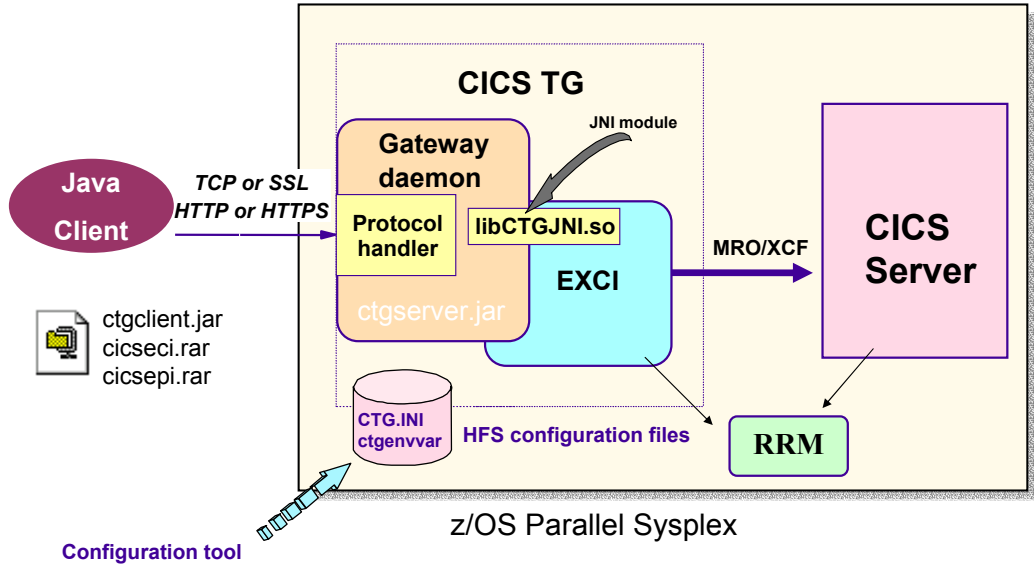 CICS TG
JNI module
Gateway
daemon
Java
Client
TCP or SSL
HTTP or HTTPS
Protocol
handler
libCTGJNI.so
EXCI
ctgserver.jar
MRO/XCF
CICS
Server
ctgclient.jar
cicseci.rar
cicsepi.rar
CTG.INI
ctgenvvar
HFS configuration files
RRM
z/OS Parallel Sysplex
Configuration tool